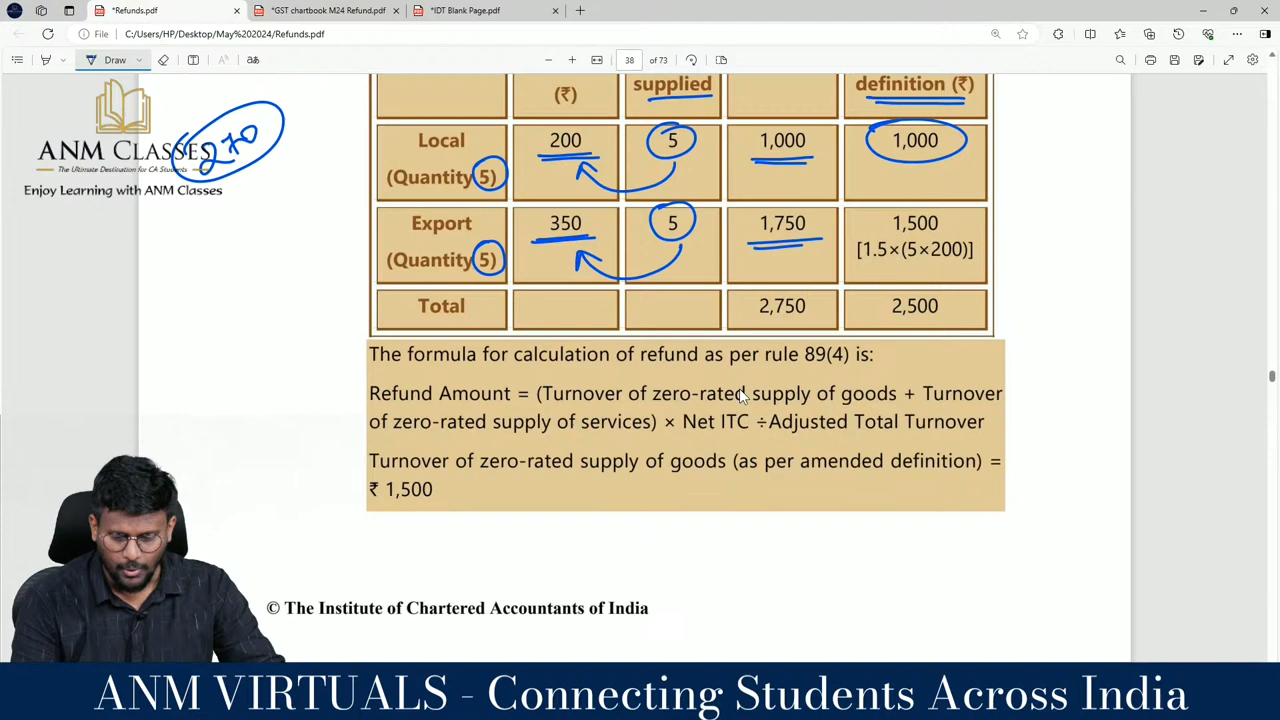 *Refunds.pdf
*GST chartbook M24 Refund.pdf
*IDT Blank Page.pdf
File
C:/Users/HP/Desktop/May%202024/Refunds.pdf
Draw
38 of 73
ANM CLASSES
The Ultimate Destination for CA Students
Enjoy Learning with ANM Classes
270
(₹) supplied definition (₹)
Local (Quantity 5) 200 5 1,000 1,000
Export (Quantity 5) 350 5 1,750 1,500 [1.5×(5×200)]
Total 2,750 2,500
The formula for calculation of refund as per rule 89(4) is:
Refund Amount = (Turnover of zero-rated supply of goods + Turnover
of zero-rated supply of services) × Net ITC ÷Adjusted Total Turnover
Turnover of zero-rated supply of goods (as per amended definition) =
₹ 1,500
© The Institute of Chartered Accountants of India
ANM VIRTUALS - Connecting Students Across India